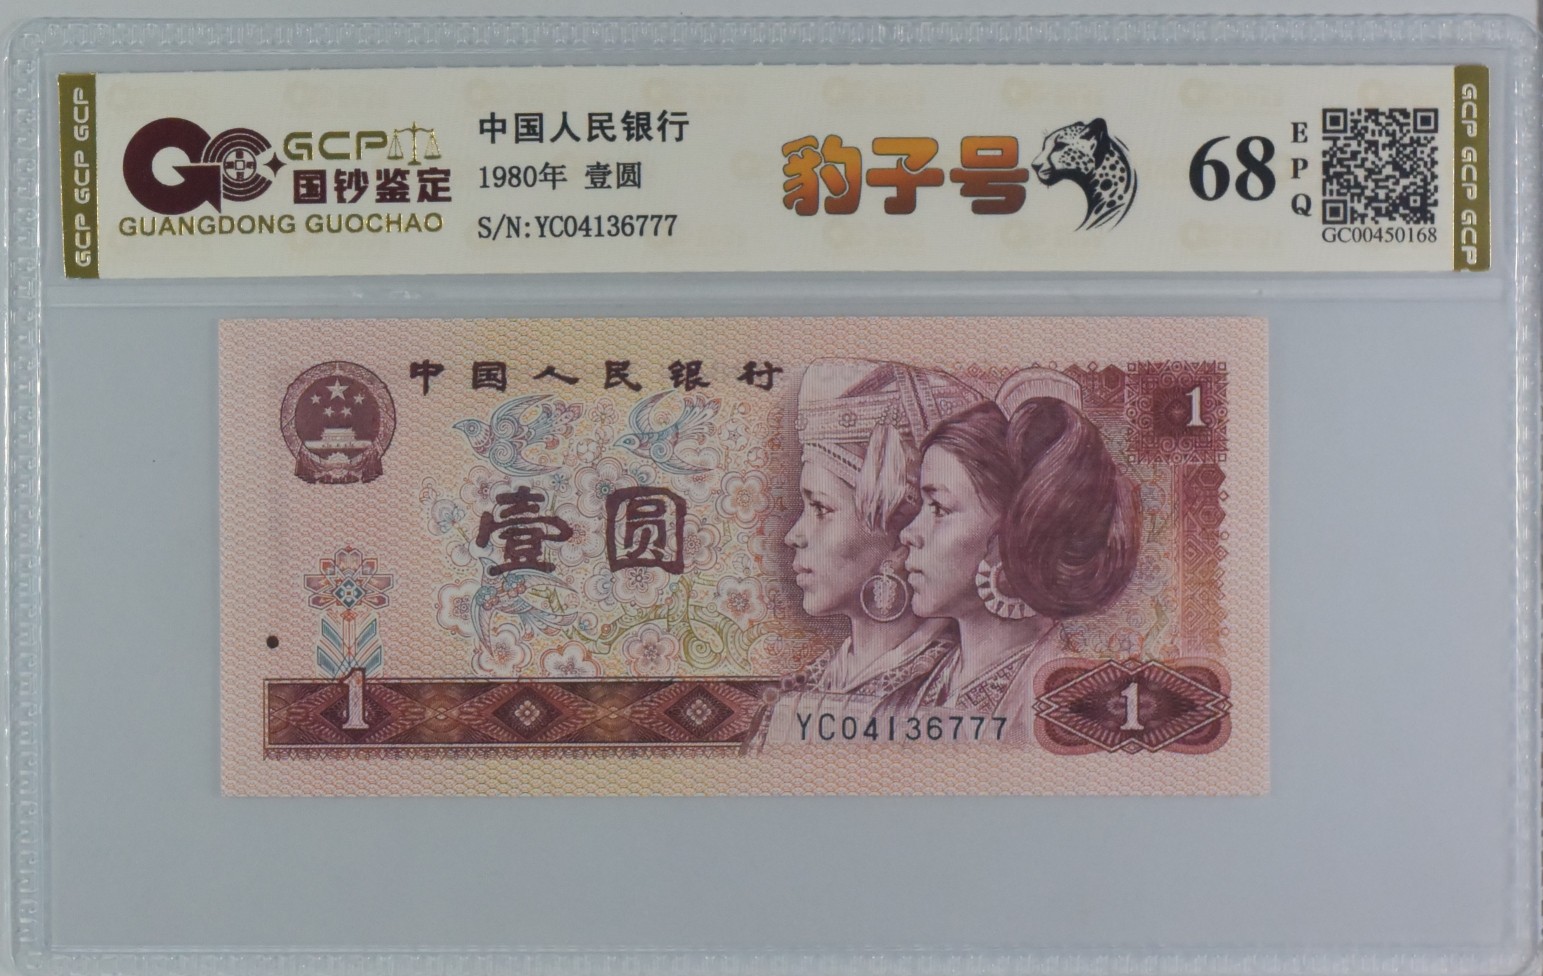 GCP GCP GCP
GCP
国钞鉴定
GUANGDONG GUOCHAO
中国人民银行
1980年 壹圆
S/N:YC04136777
豹子号
68
EPQ
GC00450168
GCP GCP GCP
中国人民银行
1
壹圆
1
YC04136777
1